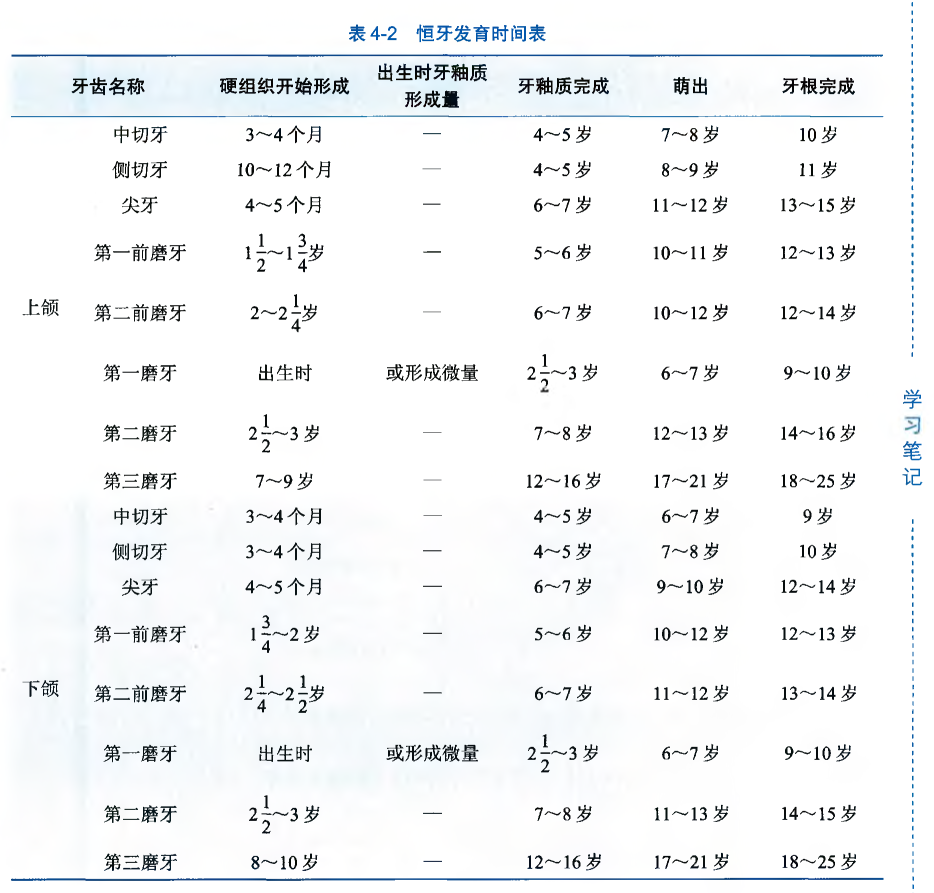 表 4-2 恒牙发育时间表
牙齿名称 硬组织开始形成 出生时牙釉质形成量 牙釉质完成 萌出 牙根完成
上颌
中切牙 3～4 个月 — 4～5 岁 7～8 岁 10 岁
侧切牙 10～12 个月 — 4～5 岁 8～9 岁 11 岁
尖牙 4～5 个月 — 6～7 岁 11～12 岁 13～15 岁
第一前磨牙 1 1/2～1 3/4岁 — 5～6 岁 10～11 岁 12～13 岁
第二前磨牙 2～2 1/4岁 — 6～7 岁 10～12 岁 12～14 岁
第一磨牙 出生时 或形成微量 2 1/2～3 岁 6～7 岁 9～10 岁
第二磨牙 2 1/2～3 岁 — 7～8 岁 12～13 岁 14～16 岁
第三磨牙 7～9 岁 — 12～16 岁 17～21 岁 18～25 岁
下颌
中切牙 3～4 个月 — 4～5 岁 6～7 岁 9 岁
侧切牙 3～4 个月 — 4～5 岁 7～8 岁 10 岁
尖牙 4～5 个月 — 6～7 岁 9～10 岁 12～14 岁
第一前磨牙 1 3/4～2 岁 — 5～6 岁 10～12 岁 12～13 岁
第二前磨牙 2 1/4～2 1/2岁 — 6～7 岁 11～12 岁 13～14 岁
第一磨牙 出生时 或形成微量 2 1/2～3 岁 6～7 岁 9～10 岁
第二磨牙 2 1/2～3 岁 — 7～8 岁 11～13 岁 14～15 岁
第三磨牙 8～10 岁 — 12～16 岁 17～21 岁 18～25 岁
学习笔记